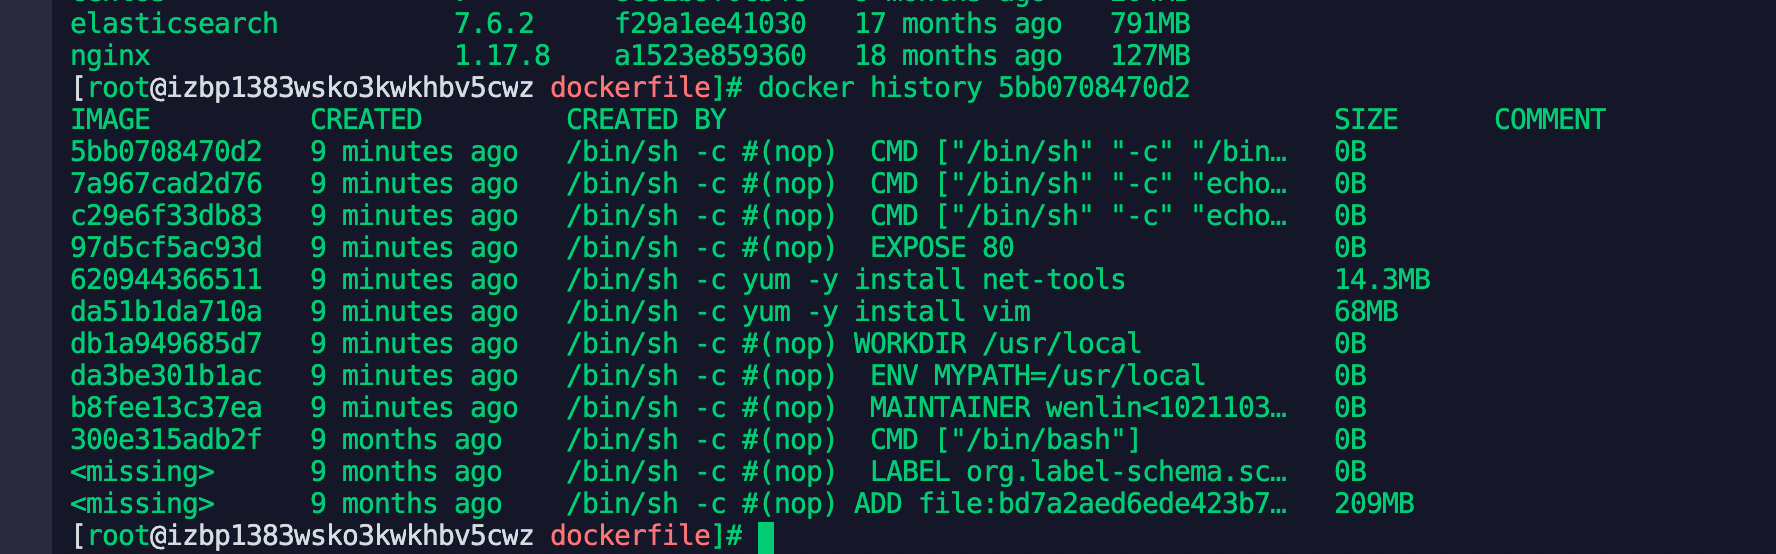 elasticsearch 7.6.2 f29a1ee41030 17 months ago 791MB
nginx 1.17.8 a1523e859360 18 months ago 127MB
[root@izbp1383wsko3kwkhbv5cwz dockerfile]# docker history 5bb0708470d2
IMAGE CREATED CREATED BY SIZE COMMENT
5bb0708470d2 9 minutes ago /bin/sh -c #(nop) CMD ["/bin/sh" "-c" "/bin… 0B
7a967cad2d76 9 minutes ago /bin/sh -c #(nop) CMD ["/bin/sh" "-c" "echo… 0B
c29e6f33db83 9 minutes ago /bin/sh -c #(nop) CMD ["/bin/sh" "-c" "echo… 0B
97d5cf5ac93d 9 minutes ago /bin/sh -c #(nop) EXPOSE 80 0B
620944366511 9 minutes ago /bin/sh -c yum -y install net-tools 14.3MB
da51b1da710a 9 minutes ago /bin/sh -c yum -y install vim 68MB
db1a949685d7 9 minutes ago /bin/sh -c #(nop) WORKDIR /usr/local 0B
da3be301b1ac 9 minutes ago /bin/sh -c #(nop) ENV MYPATH=/usr/local 0B
b8fee13c37ea 9 minutes ago /bin/sh -c #(nop) MAINTAINER wenlin<1021103… 0B
300e315adb2f 9 months ago /bin/sh -c #(nop) CMD ["/bin/bash"] 0B
<missing> 9 months ago /bin/sh -c #(nop) LABEL org.label-schema.sc… 0B
<missing> 9 months ago /bin/sh -c #(nop) ADD file:bd7a2aed6ede423b7… 209MB
[root@izbp1383wsko3kwkhbv5cwz dockerfile]#